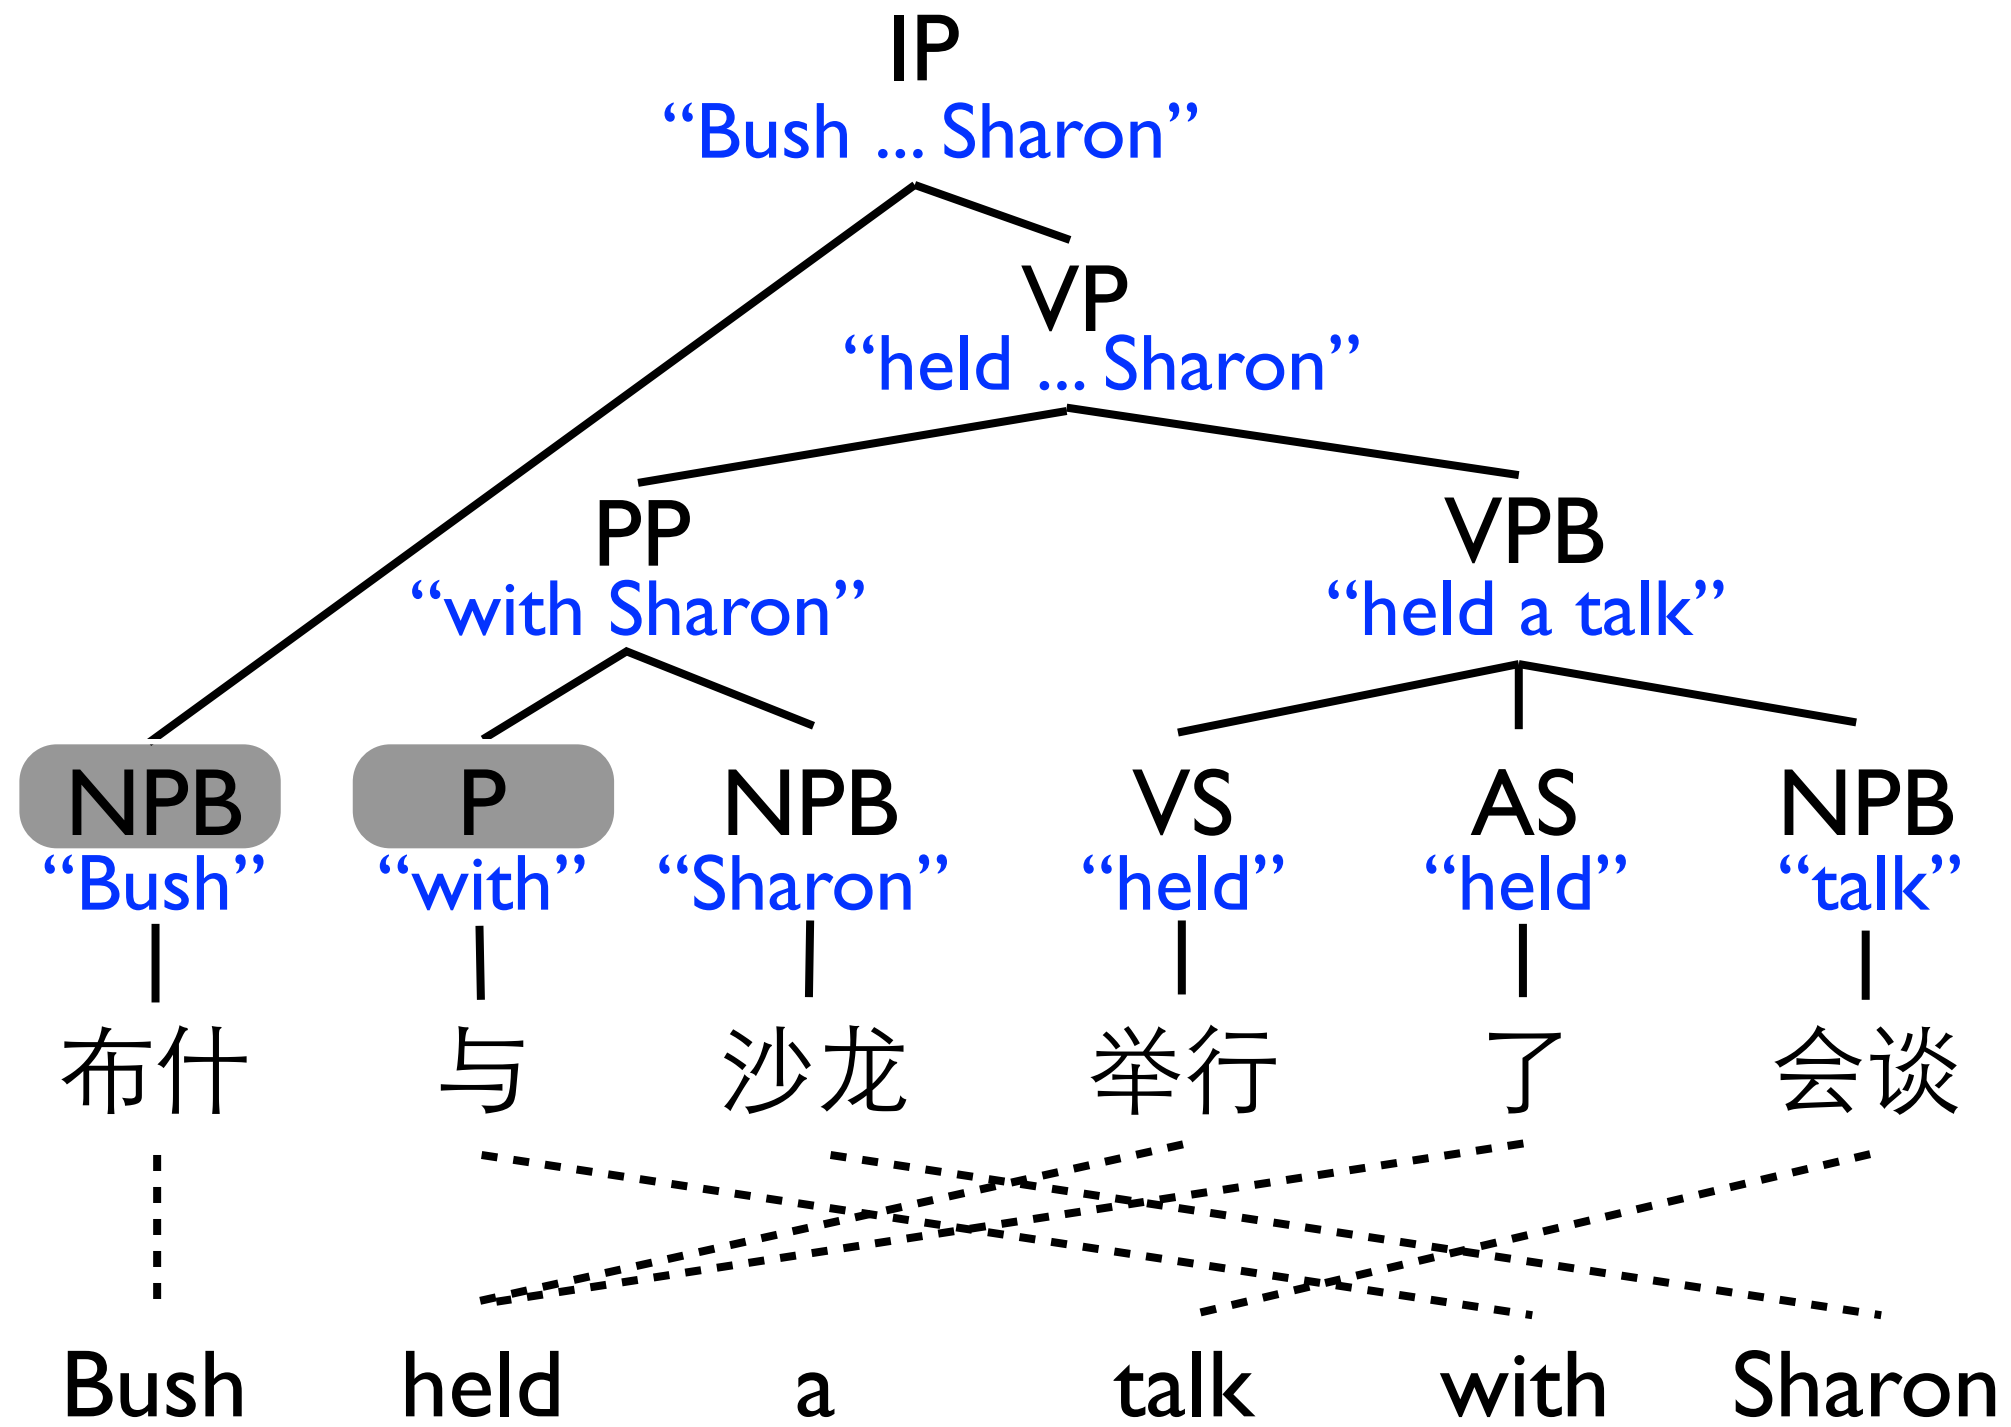 IP
“Bush ... Sharon”
VP
“held ... Sharon”
PP VPB
“with Sharon” “held a talk”
NPB P NPB VS AS NPB
“Bush” “with” “Sharon” “held” “held” “talk”
布什 与 沙龙 举行 了 会谈
Bush held a talk with Sharon